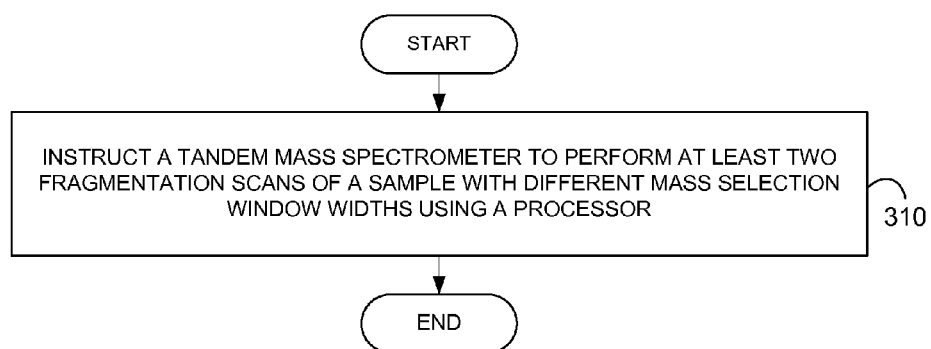 START
INSTRUCT A TANDEM MASS SPECTROMETER TO PERFORM AT LEAST TWO
FRAGMENTATION SCANS OF A SAMPLE WITH DIFFERENT MASS SELECTION
WINDOW WIDTHS USING A PROCESSOR
310
END